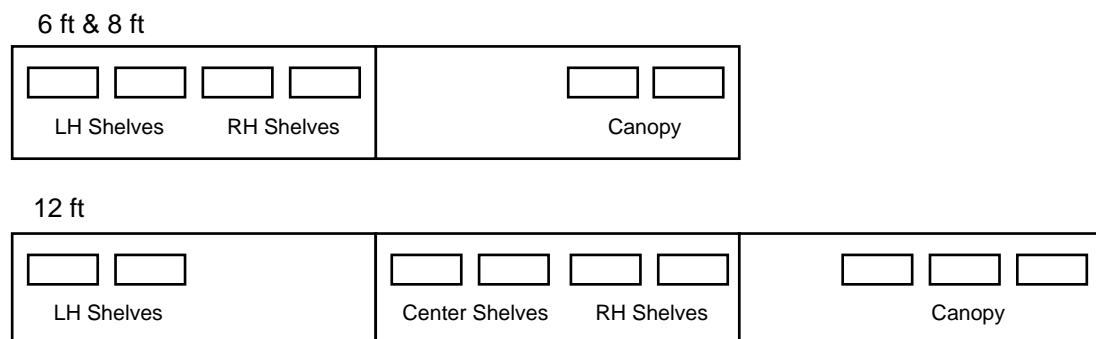 6 ft & 8 ft
LH Shelves RH Shelves Canopy
12 ft
LH Shelves Center Shelves RH Shelves Canopy